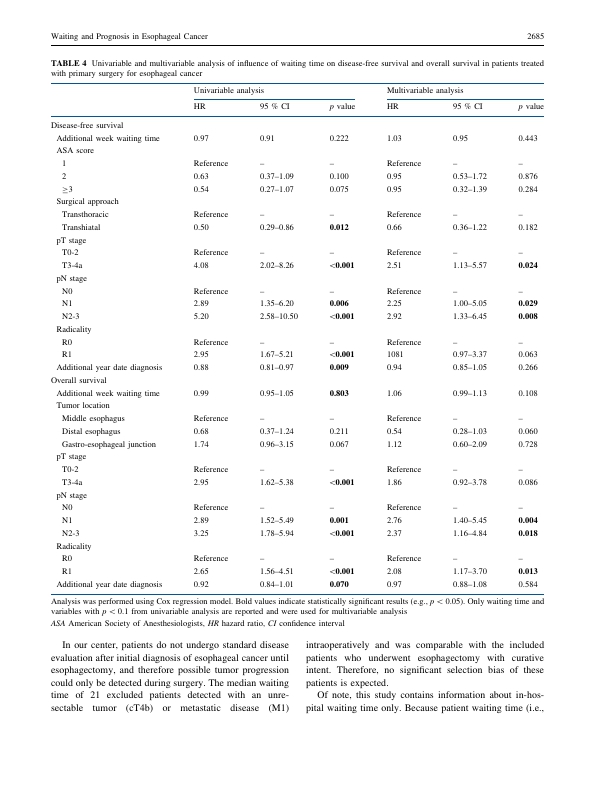 Waiting and Prognosis in Esophageal Cancer 2685
TABLE 4 Univariable and multivariable analysis of influence of waiting time on disease-free survival and overall survival in patients treated
with primary surgery for esophageal cancer
Univariable analysis Multivariable analysis
HR 95 % CI p value HR 95 % CI p value
Disease-free survival
Additional week waiting time 0.97 0.91 0.222 1.03 0.95 0.443
ASA score
1 Reference – – Reference – –
2 0.63 0.37–1.09 0.100 0.95 0.53–1.72 0.876
≥3 0.54 0.27–1.07 0.075 0.95 0.32–1.39 0.284
Surgical approach
Transthoracic Reference – – Reference – –
Transhiatal 0.50 0.29–0.86 0.012 0.66 0.36–1.22 0.182
pT stage
T0-2 Reference – – Reference – –
T3-4a 4.08 2.02–8.26 <0.001 2.51 1.13–5.57 0.024
pN stage
N0 Reference – – Reference – –
N1 2.89 1.35–6.20 0.006 2.25 1.00–5.05 0.029
N2-3 5.20 2.58–10.50 <0.001 2.92 1.33–6.45 0.008
Radicality
R0 Reference – – Reference – –
R1 2.95 1.67–5.21 <0.001 1081 0.97–3.37 0.063
Additional year date diagnosis 0.88 0.81–0.97 0.009 0.94 0.85–1.05 0.266
Overall survival
Additional week waiting time 0.99 0.95–1.05 0.803 1.06 0.99–1.13 0.108
Tumor location
Middle esophagus Reference – – Reference – –
Distal esophagus 0.68 0.37–1.24 0.211 0.54 0.28–1.03 0.060
Gastro-esophageal junction 1.74 0.96–3.15 0.067 1.12 0.60–2.09 0.728
pT stage
T0-2 Reference – – Reference – –
T3-4a 2.95 1.62–5.38 <0.001 1.86 0.92–3.78 0.086
pN stage
N0 Reference – – Reference – –
N1 2.89 1.52–5.49 0.001 2.76 1.40–5.45 0.004
N2-3 3.25 1.78–5.94 <0.001 2.37 1.16–4.84 0.018
Radicality
R0 Reference – – Reference – –
R1 2.65 1.56–4.51 <0.001 2.08 1.17–3.70 0.013
Additional year date diagnosis 0.92 0.84–1.01 0.070 0.97 0.88–1.08 0.584
Analysis was performed using Cox regression model. Bold values indicate statistically significant results (e.g., p < 0.05). Only waiting time and
variables with p < 0.1 from univariable analysis are reported and were used for multivariable analysis
ASA American Society of Anesthesiologists, HR hazard ratio, CI confidence interval
In our center, patients do not undergo standard disease
evaluation after initial diagnosis of esophageal cancer until
esophagectomy, and therefore possible tumor progression
could only be detected during surgery. The median waiting
time of 21 excluded patients detected with an unre-
sectable tumor (cT4b) or metastatic disease (M1)
intraoperatively and was comparable with the included
patients who underwent esophagectomy with curative
intent. Therefore, no significant selection bias of these
patients is expected.
Of note, this study contains information about in-hos-
pital waiting time only. Because patient waiting time (i.e.,